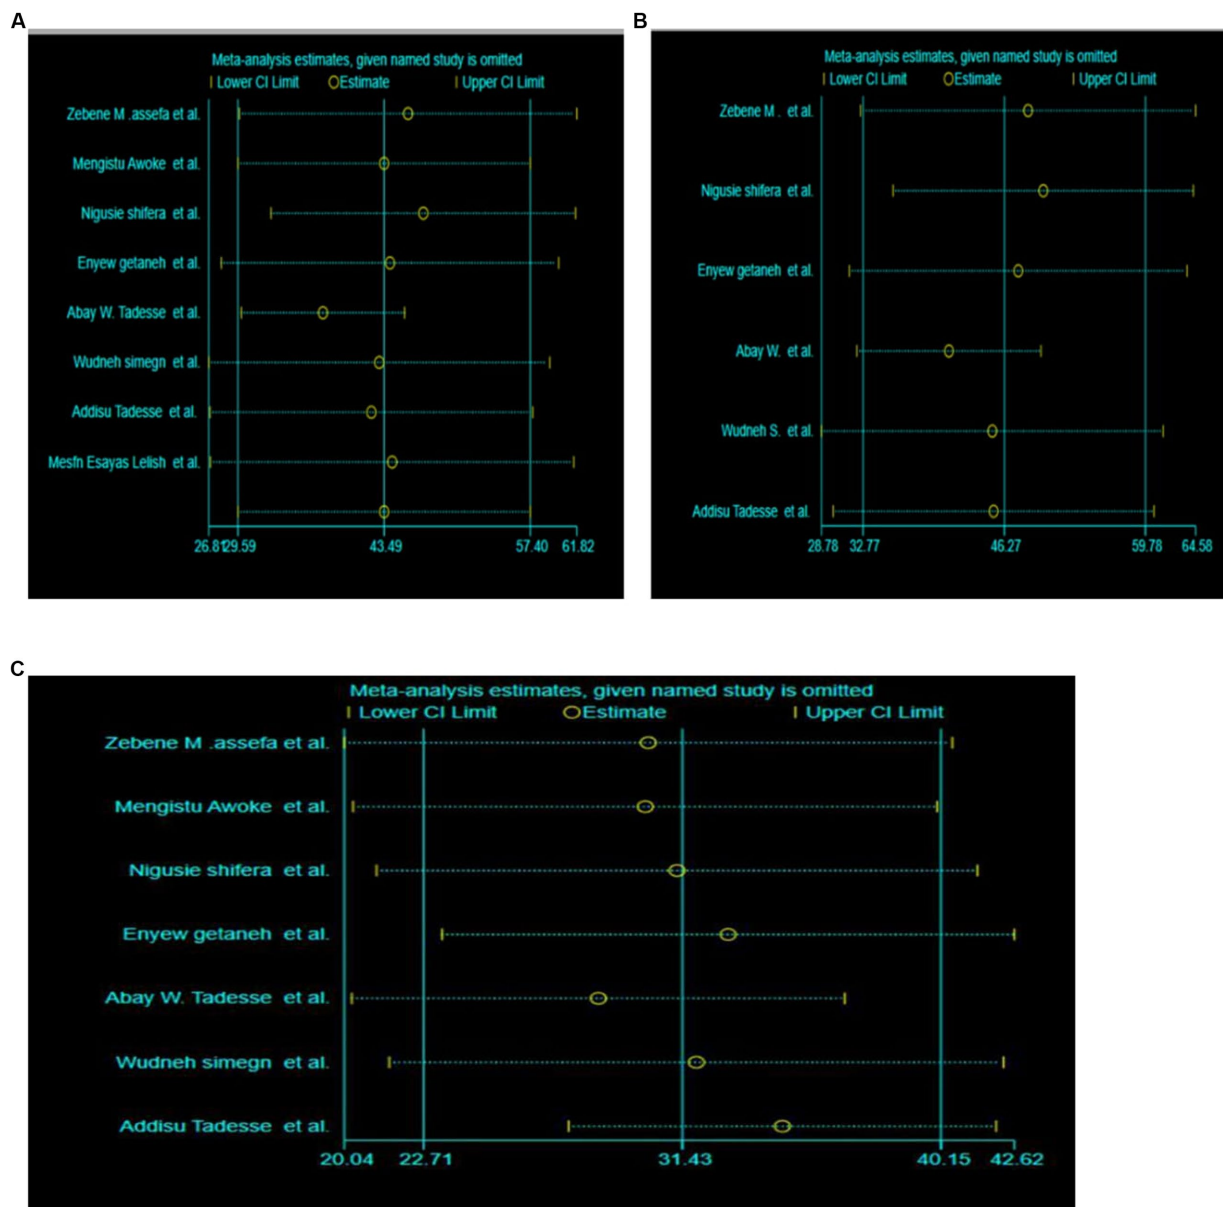 A
Meta-analysis estimates, given named study is omitted
| Lower CI Limit OEstimate | Upper CI Limit
Zebene M .assefa et al.
Mengistu Awoke et al.
Nigusie shifera et al.
Enyew getaneh et al.
Abay W. Tadesse et al.
Wudneh simegn et al.
Addisu Tadesse et al.
Mesfn Esayas Lelish et al.
26.81 29.59 43.49 57.40 61.82
B
Meta-analysis estimates, given named study is omitted
| Lower CI Limit OEstimate | Upper CI Limit
Zebene M . et al.
Nigusie shifera et al.
Enyew getaneh et al.
Abay W. et al.
Wudneh S. et al.
Addisu Tadesse et al.
28.78 32.77 46.27 59.78 64.58
C
Meta-analysis estimates, given named study is omitted
| Lower CI Limit OEstimate | Upper CI Limit
Zebene M .assefa et al.
Mengistu Awoke et al.
Nigusie shifera et al.
Enyew getaneh et al.
Abay W. Tadesse et al.
Wudneh simegn et al.
Addisu Tadesse et al.
20.04 22.71 31.43 40.15 42.62